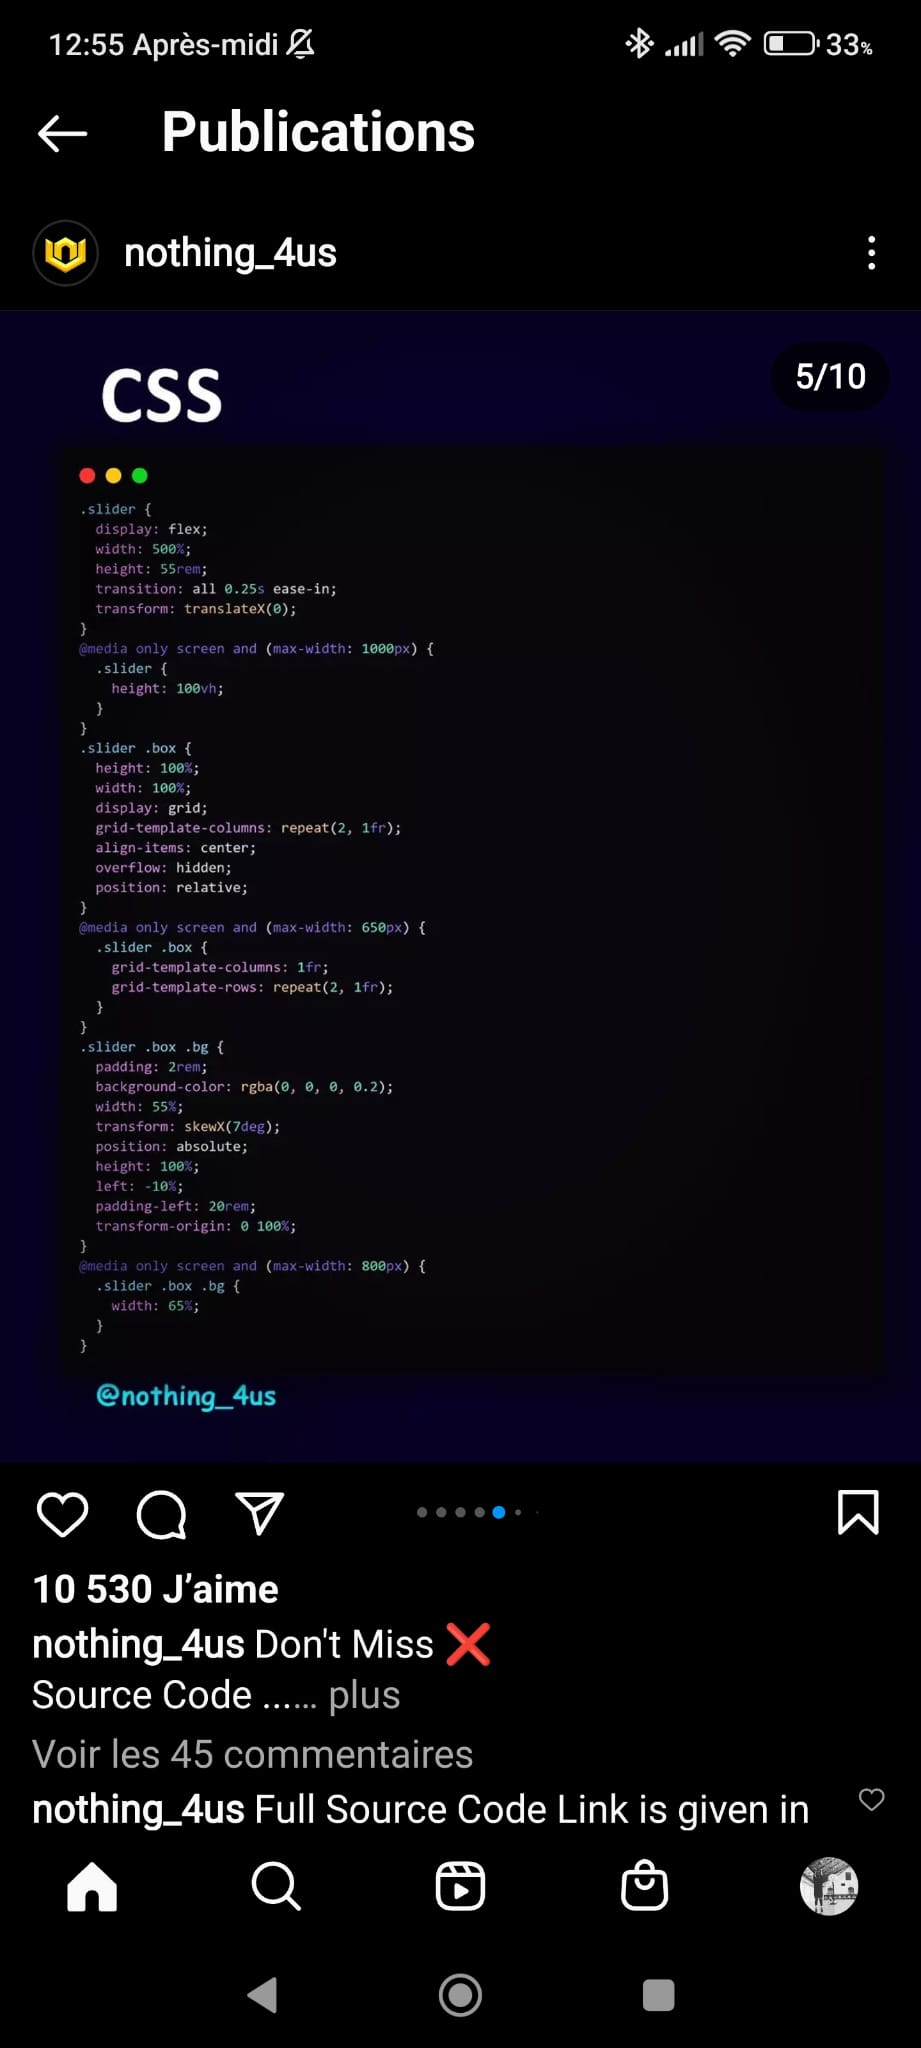 12:55 Après-midi
33%
Publications
nothing_4us
CSS
5/10
.slider {
  display: flex;
  width: 500%;
  height: 55rem;
  transition: all 0.25s ease-in;
  transform: translateX(0);
}
@media only screen and (max-width: 1000px) {
  .slider {
    height: 100vh;
  }
}
.slider .box {
  height: 100%;
  width: 100%;
  display: grid;
  grid-template-columns: repeat(2, 1fr);
  align-items: center;
  overflow: hidden;
  position: relative;
}
@media only screen and (max-width: 650px) {
  .slider .box {
    grid-template-columns: 1fr;
    grid-template-rows: repeat(2, 1fr);
  }
}
.slider .box .bg {
  padding: 2rem;
  background-color: rgba(0, 0, 0, 0.2);
  width: 55%;
  transform: skewX(7deg);
  position: absolute;
  height: 100%;
  left: -10%;
  padding-left: 20rem;
  transform-origin: 0 100%;
}
@media only screen and (max-width: 800px) {
  .slider .box .bg {
    width: 65%;
  }
}
@nothing_4us
10 530 J’aime
nothing_4us Don't Miss ❌
Source Code ...... plus
Voir les 45 commentaires
nothing_4us Full Source Code Link is given in